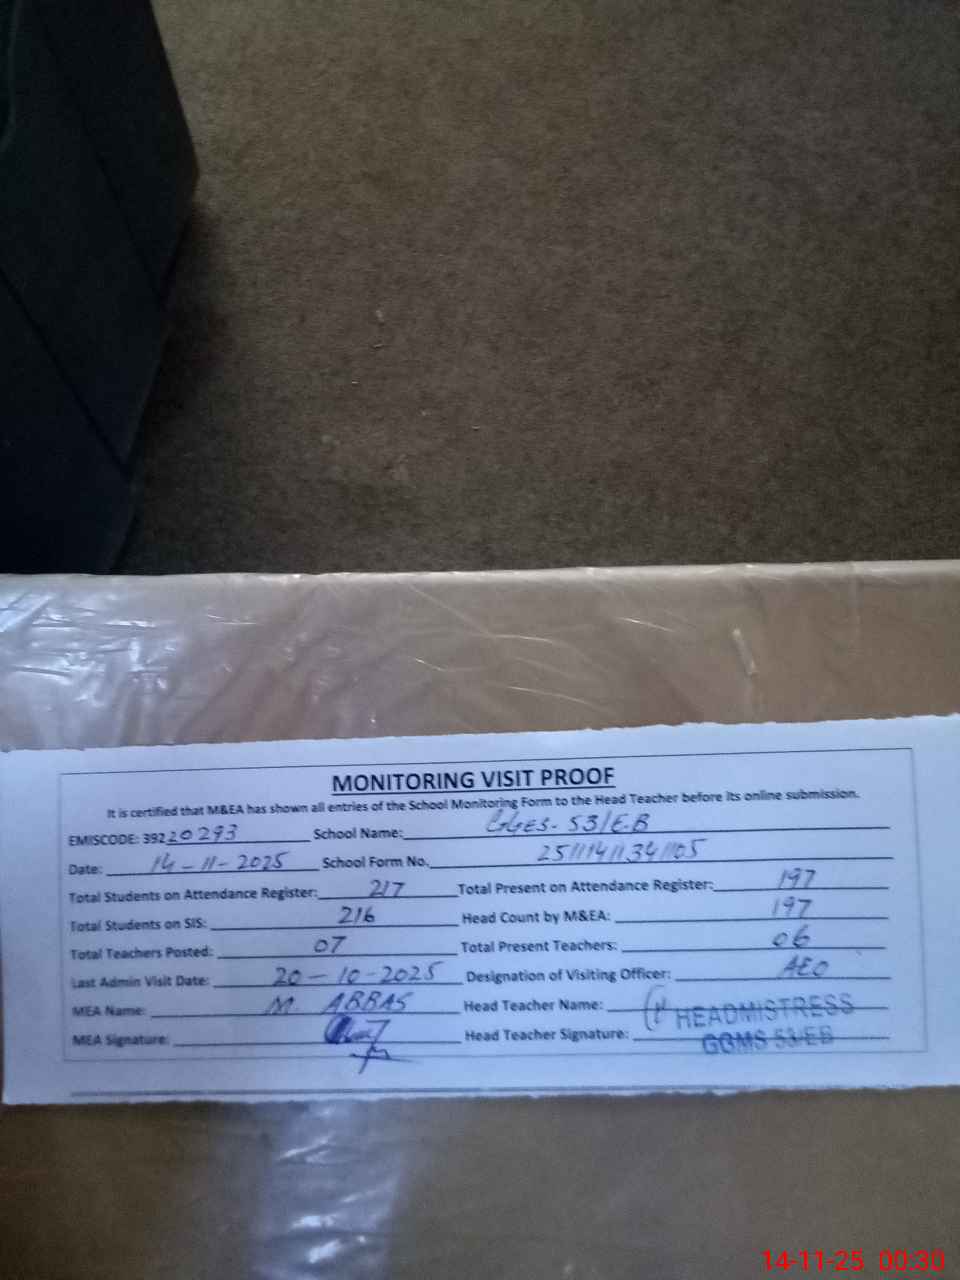 MONITORING VISIT PROOF
It is certified that M&EA has shown all entries of the School Monitoring Form to the Head Teacher before its online submission.
EMISCODE: 39220293 School Name: GGES- 53/E.B
Date: 14-11-2025 School Form No. 25111411341105
Total Students on Attendance Register: 217 Total Present on Attendance Register: 197
Total Students on SIS: 216 Head Count by M&EA: 197
Total Teachers Posted: 07 Total Present Teachers: 06
Last Admin Visit Date: 20-10-2025 Designation of Visiting Officer: AEO
MEA Name: M. ABBAS Head Teacher Name: HEADMISTRESS
MEA Signature: Head Teacher Signature: GGMS 53/EB
14-11-25 00:30